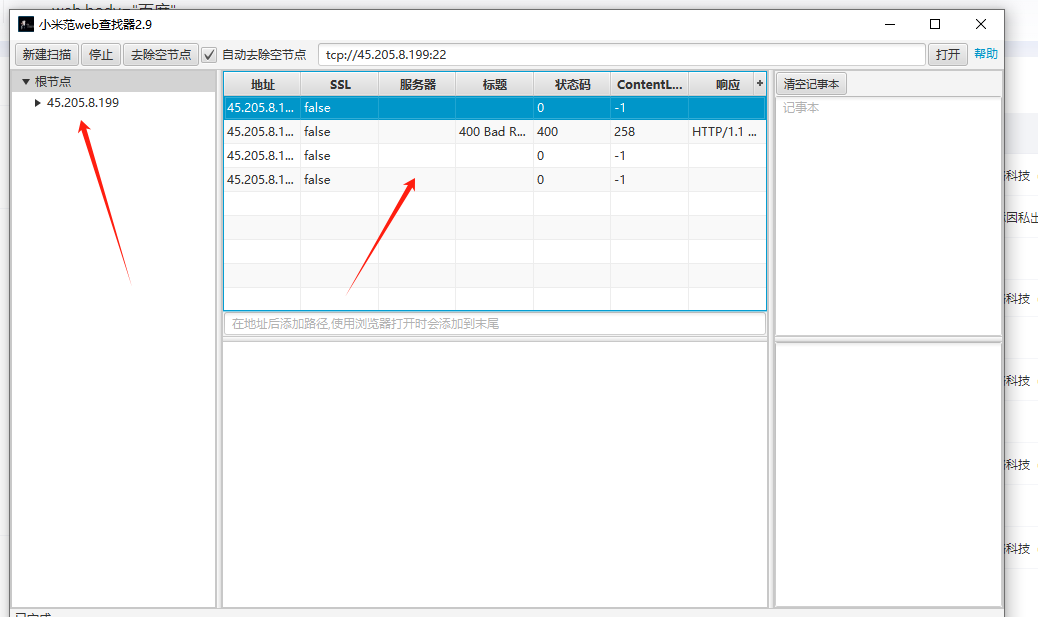 web.body="百度"
小米范web查找器2.9
新建扫描 停止 去除空节点 自动去除空节点 tcp://45.205.8.199:22 打开 帮助
根节点
45.205.8.199
地址 SSL 服务器 标题 状态码 ContentL... 响应 +
45.205.8.1... false 0 -1
45.205.8.1... false 400 Bad R... 400 258 HTTP/1.1 ...
45.205.8.1... false 0 -1
45.205.8.1... false 0 -1
在地址后添加路径,使用浏览器打开时会添加到末尾
清空记事本
记事本
科技
因私出
科技
科技
科技
科技
已完成